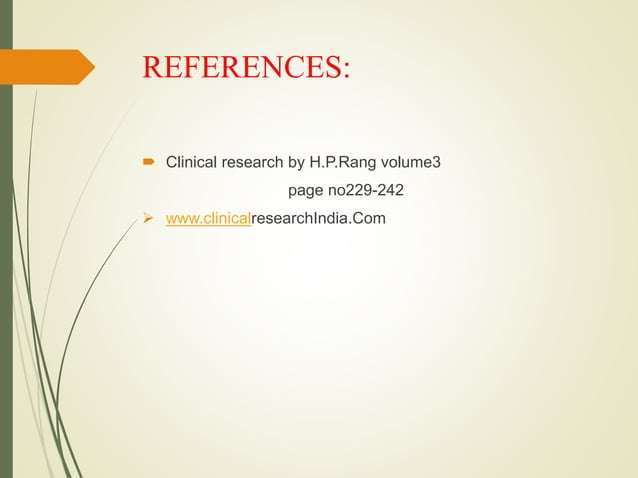 REFERENCES:
Clinical research by H.P.Rang volume3
page no229-242
www.clinicalresearchIndia.Com